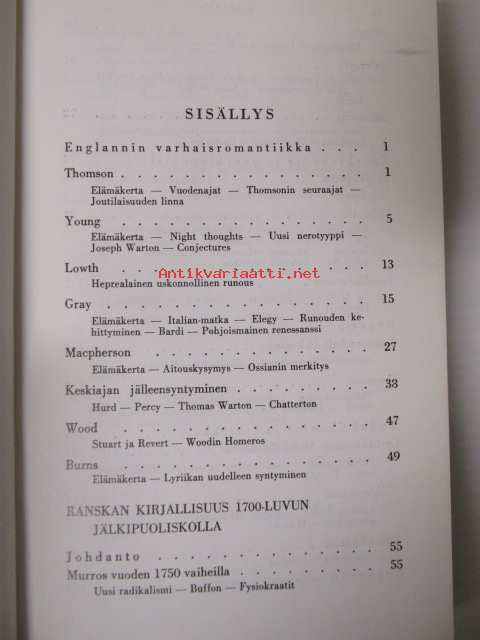 SISÄLLYS
Englannin varhaisromantiikka . . . 1
Thomson . . . . . . . . . . . . . . 1
Elämäkerta — Vuodenajat — Thomsonin seuraajat —
Joutilaisuuden linna
Young . . . . . . . . . . . . . . 5
Elämäkerta — Night thoughts — Uusi nerotyyppi —
Joseph Warton — Conjectures
Lowth . . . . . . . . . . . . . . 13
Antikvariaatti.net
Heprealainen uskonnollinen runous
Gray . . . . . . . . . . . . . . 15
Elämäkerta — Italian-matka — Elegy — Runouden ke-
hittyminen — Bardi — Pohjoismainen renessanssi
Macpherson . . . . . . . . . . . . 27
Elämäkerta — Aitouskysymys — Ossianin merkitys
Keskiajan jälleensyntyminen . . . . . . . . 33
Hurd — Percy — Thomas Warton — Chatterton
Wood . . . . . . . . . . . . . . 47
Stuart ja Revert — Woodin Homeros
Burns . . . . . . . . . . . . . . 49
Elämäkerta — Lyriikan uudelleen syntyminen
RANSKAN KIRJALLISUUS 1700-LUVUN
JÄLKIPUOLISKOLLA
Johdanto . . . . . . . . . . . . 55
Murros vuoden 1750 vaiheilla . . . . . . . . 55
Uusi radikalismi — Buffon — Fysiokraatit